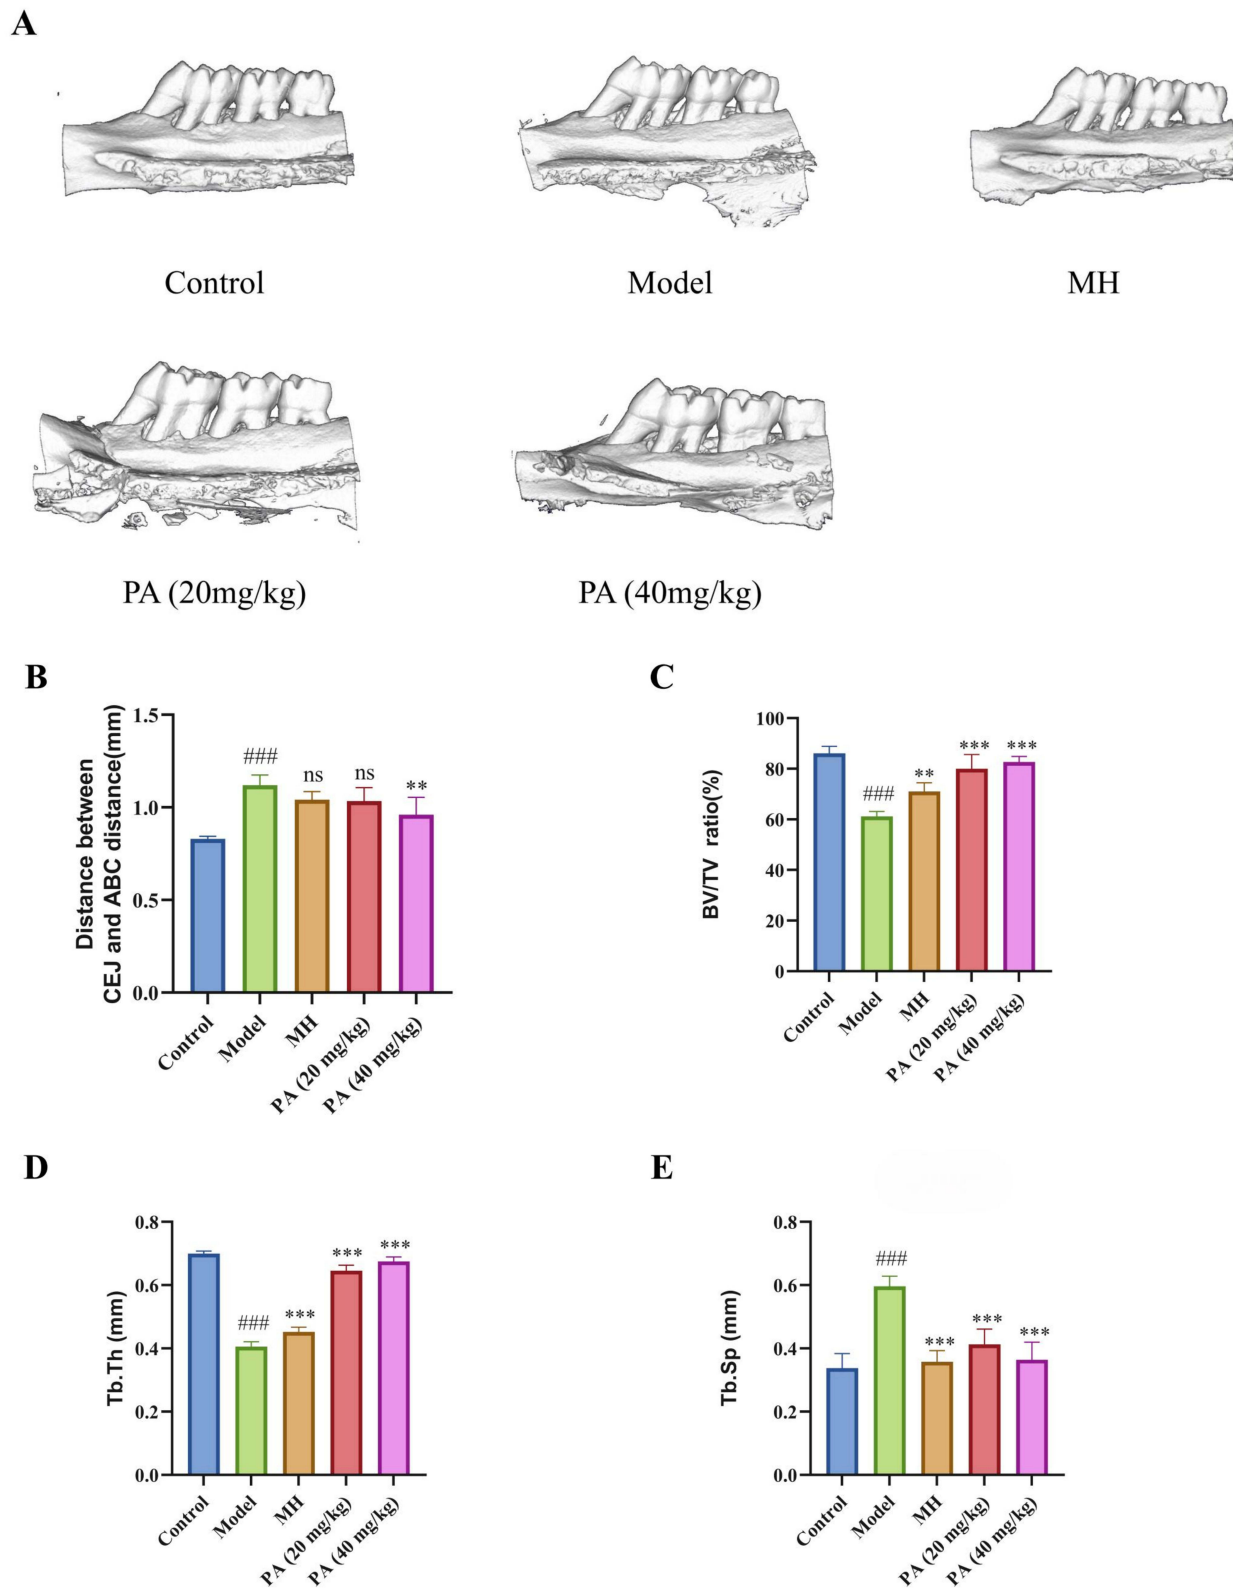 A
Control
Model
MH
PA (20mg/kg)
PA (40mg/kg)
B
Distance between
CEJ and ABC distance(mm)
1.5
1.0
0.5
0.0
###
ns
ns
**
Control
Model
MH
PA (20 mg/kg)
PA (40 mg/kg)
C
BV/TV ratio(%)
100
80
60
40
20
0
###
**
***
***
Control
Model
MH
PA (20 mg/kg)
PA (40 mg/kg)
D
Tb.Th (mm)
0.8
0.6
0.4
0.2
0.0
###
***
***
***
Control
Model
MH
PA (20 mg/kg)
PA (40 mg/kg)
E
Tb.Sp (mm)
0.8
0.6
0.4
0.2
0.0
###
***
***
***
Control
Model
MH
PA (20 mg/kg)
PA (40 mg/kg)